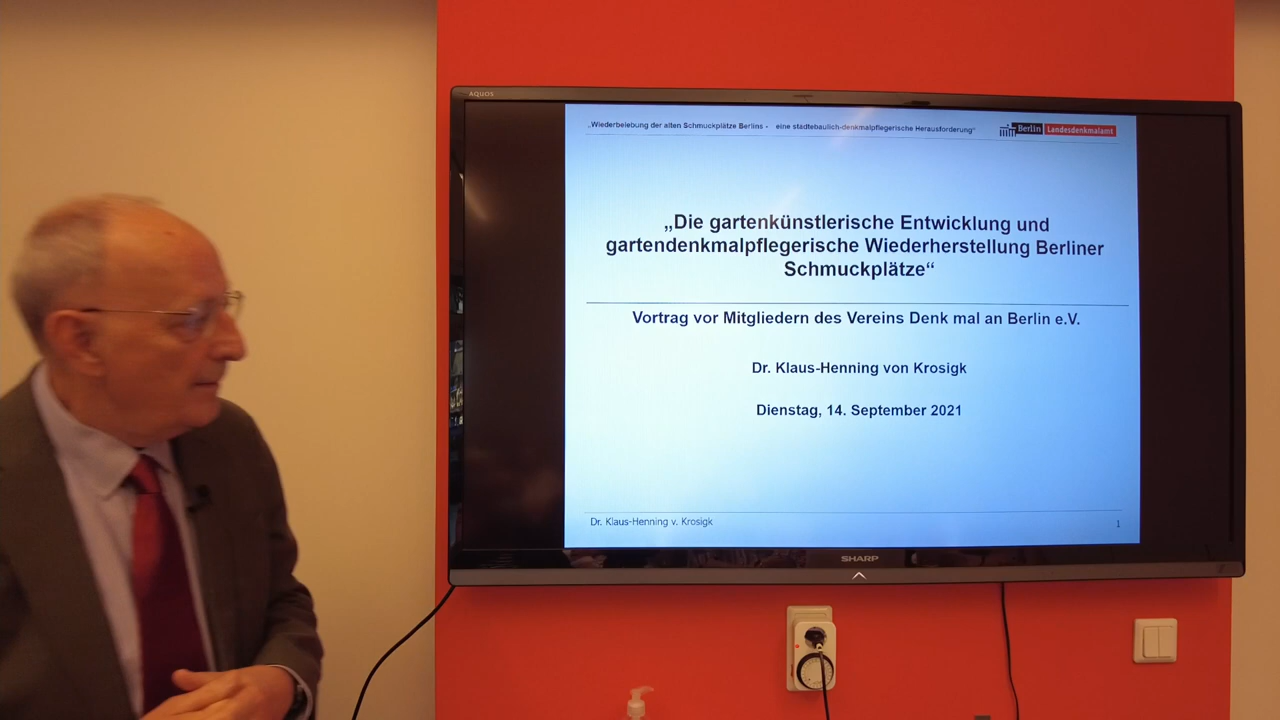 AQUOS
„Wiederbelebung der alten Schmuckplätze Berlins - eine städtebaulich-denkmalpflegerische Herausforderung“
Berlin Landesdenkmalamt
„Die gartenkünstlerische Entwicklung und
gartendenkmalpflegerische Wiederherstellung Berliner
Schmuckplätze“
Vortrag vor Mitgliedern des Vereins Denk mal an Berlin e.V.
Dr. Klaus-Henning von Krosigk
Dienstag, 14. September 2021
Dr. Klaus-Henning v. Krosigk
1
SHARP